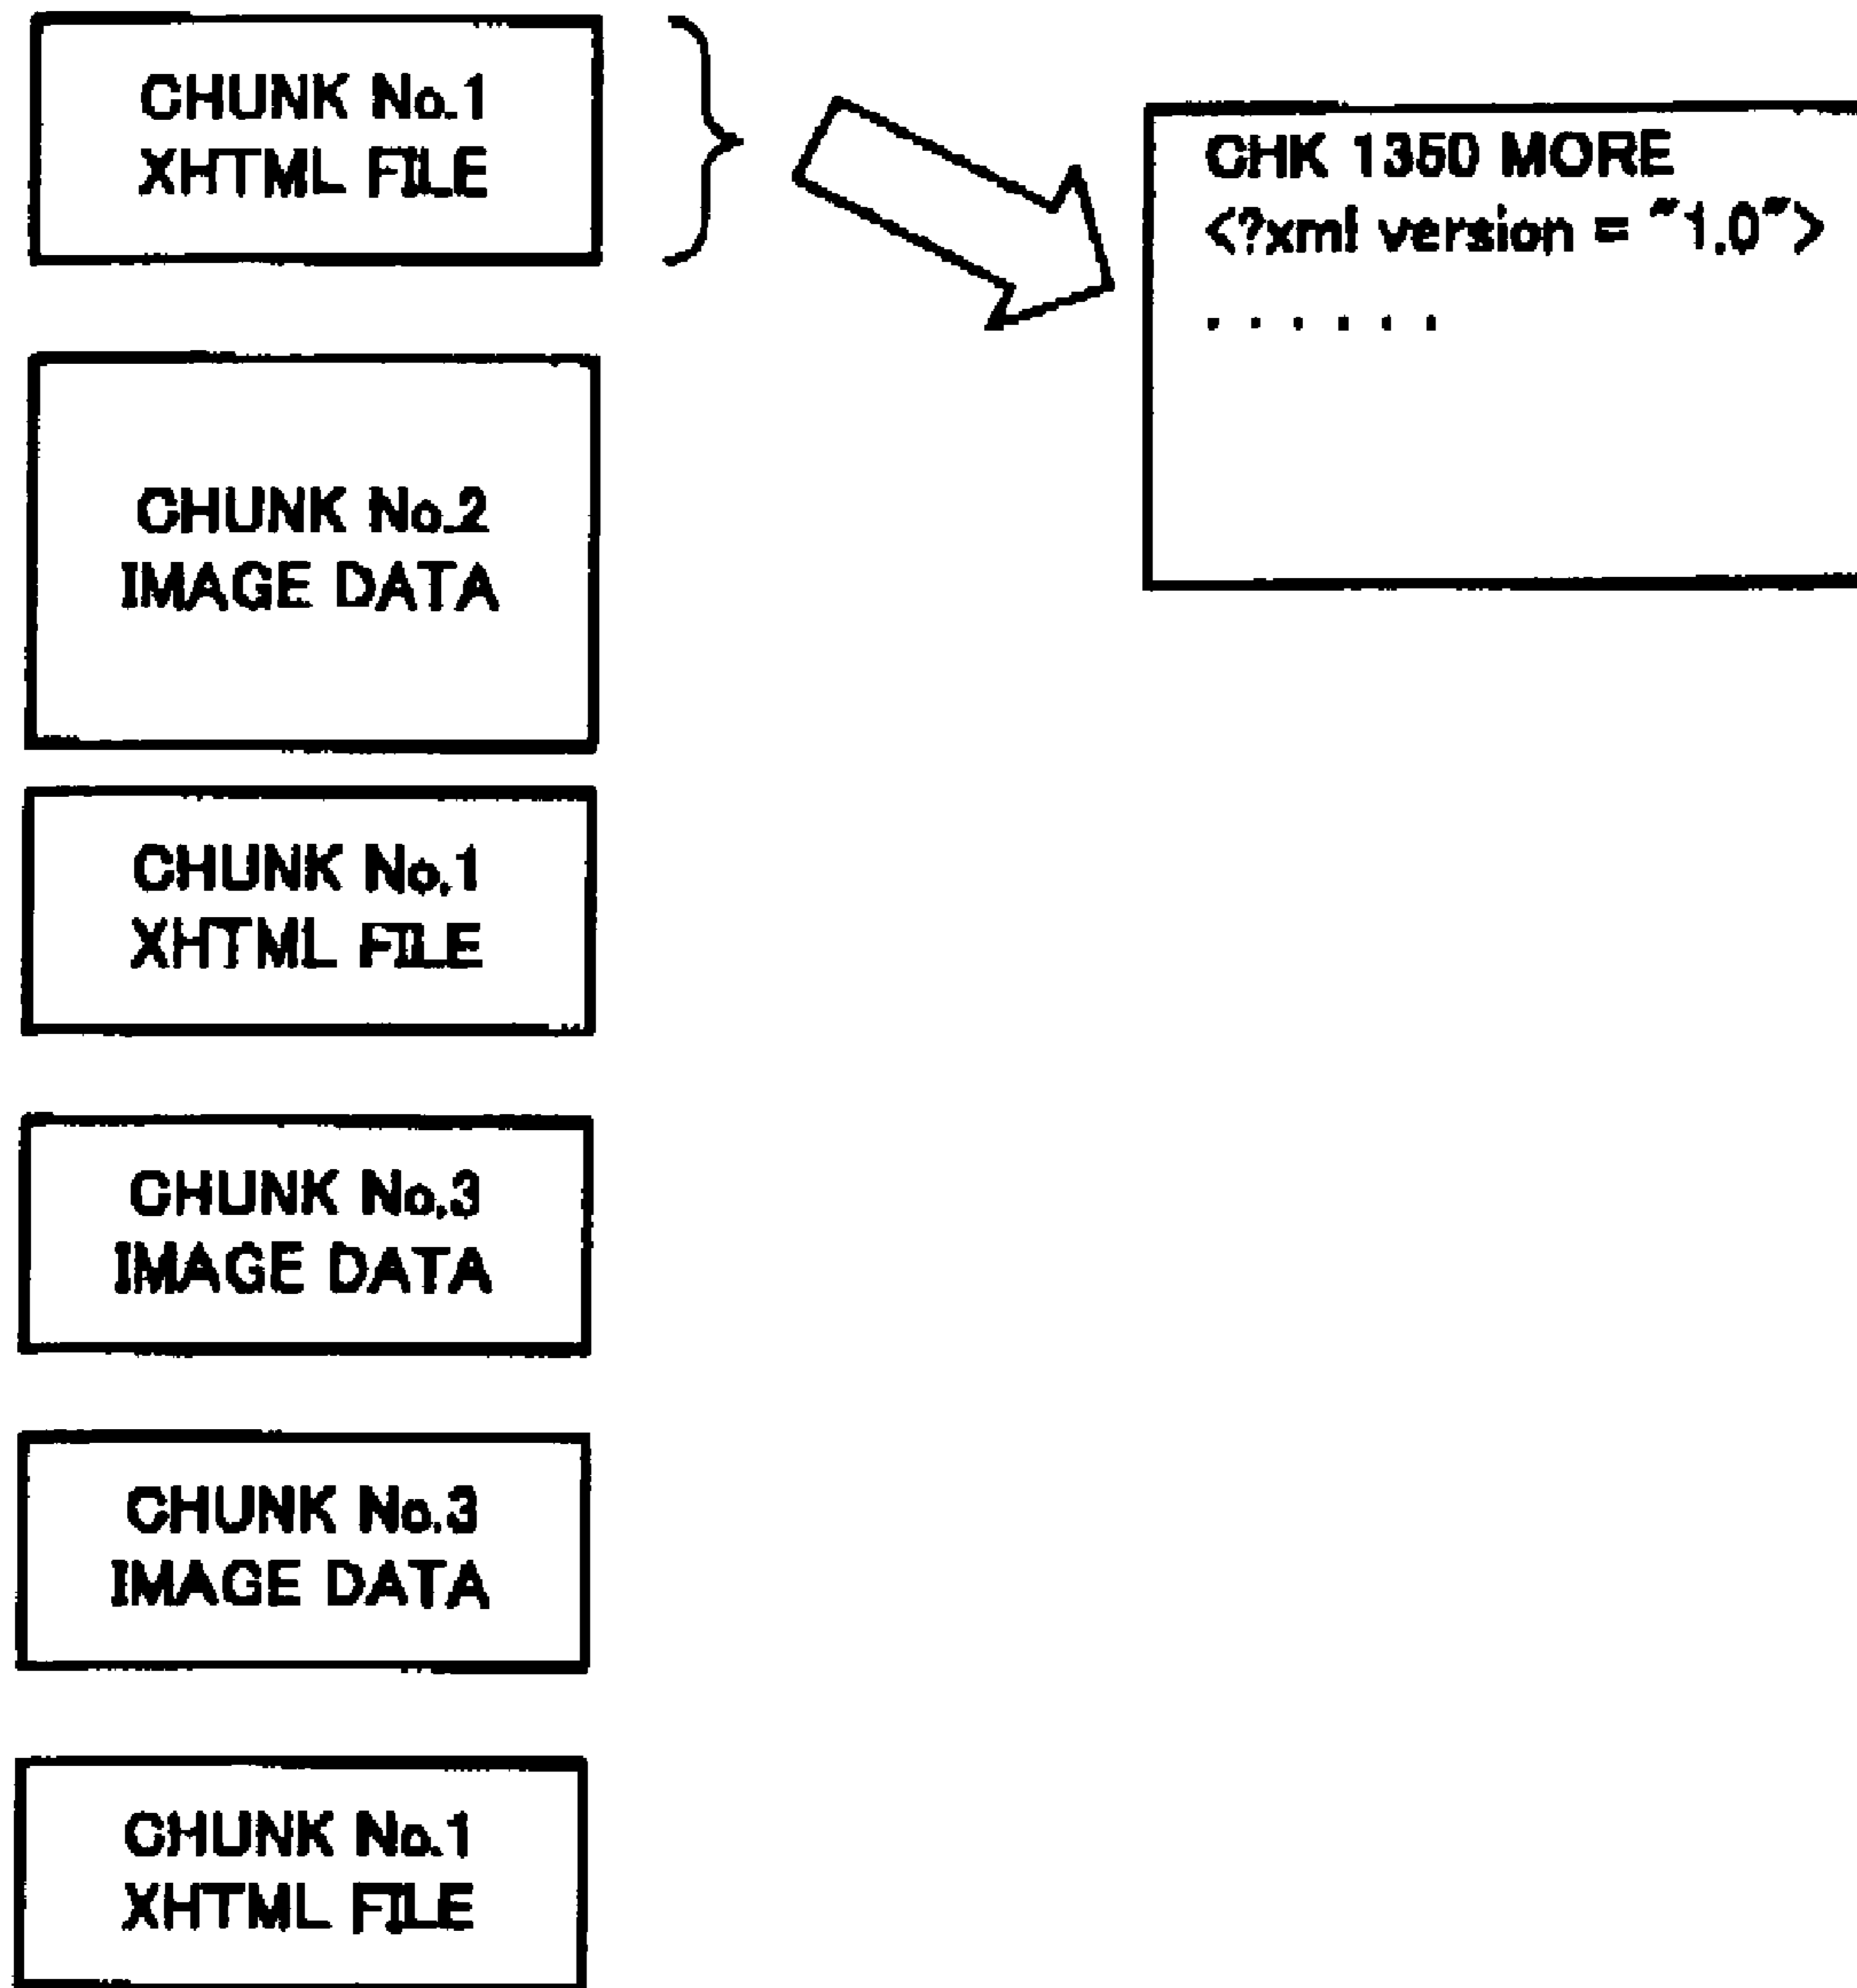 CHUNK No.1
XHTML FILE
CHK 1350 MORE
<?xml version = "1.0">
. . . . . .
CHUNK No.2
IMAGE DATA
CHUNK No.1
XHTML FILE
CHUNK No.3
IMAGE DATA
CHUNK No.3
IMAGE DATA
CHUNK No.1
XHTML FILE